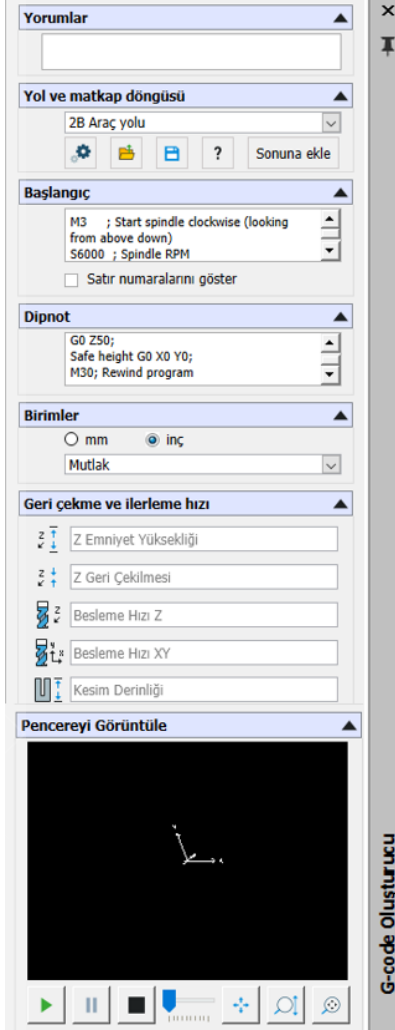 Yorumlar
Yol ve matkap döngüsü
2B Araç yolu
? Sonuna ekle
Başlangıç
M3 ; Start spindle clockwise (looking
from above down)
S6000 ; Spindle RPM
Satır numaralarını göster
Dipnot
G0 Z50;
Safe height G0 X0 Y0;
M30; Rewind program
Birimler
mm inç
Mutlak
Geri çekme ve ilerleme hızı
Z Emniyet Yüksekliği
Z Geri Çekilmesi
Besleme Hızı Z
Besleme Hızı XY
Kesim Derinliği
Pencereyi Görüntüle
G-code Oluşturucu